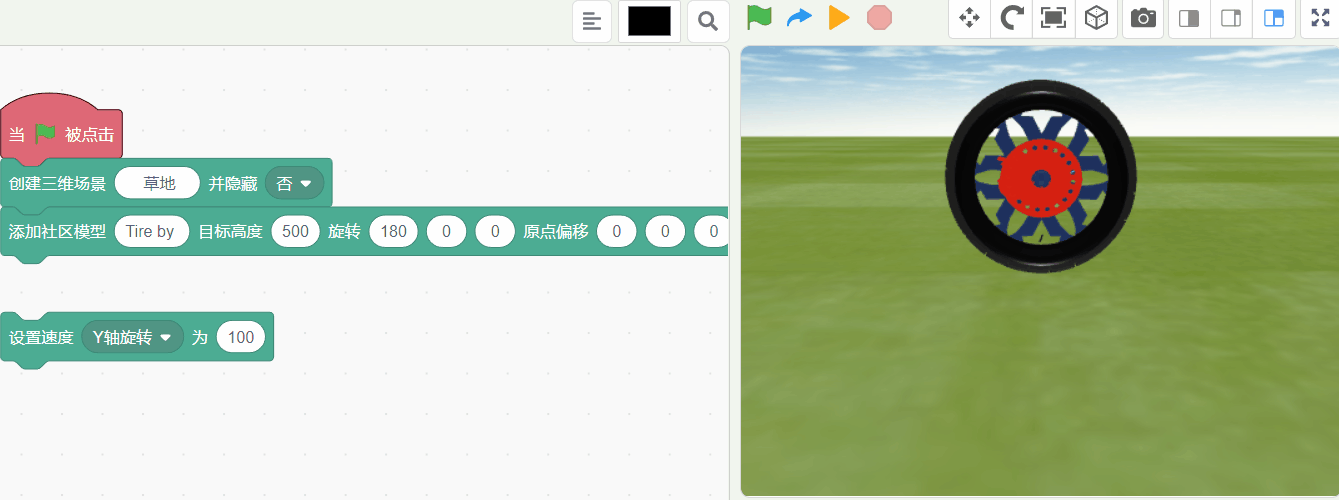 当 被点击
创建三维场景 草地 并隐藏 否
添加社区模型 Tire by 目标高度 500 旋转 180 0 0 原点偏移 0 0 0
设置速度 Y轴旋转 为 100